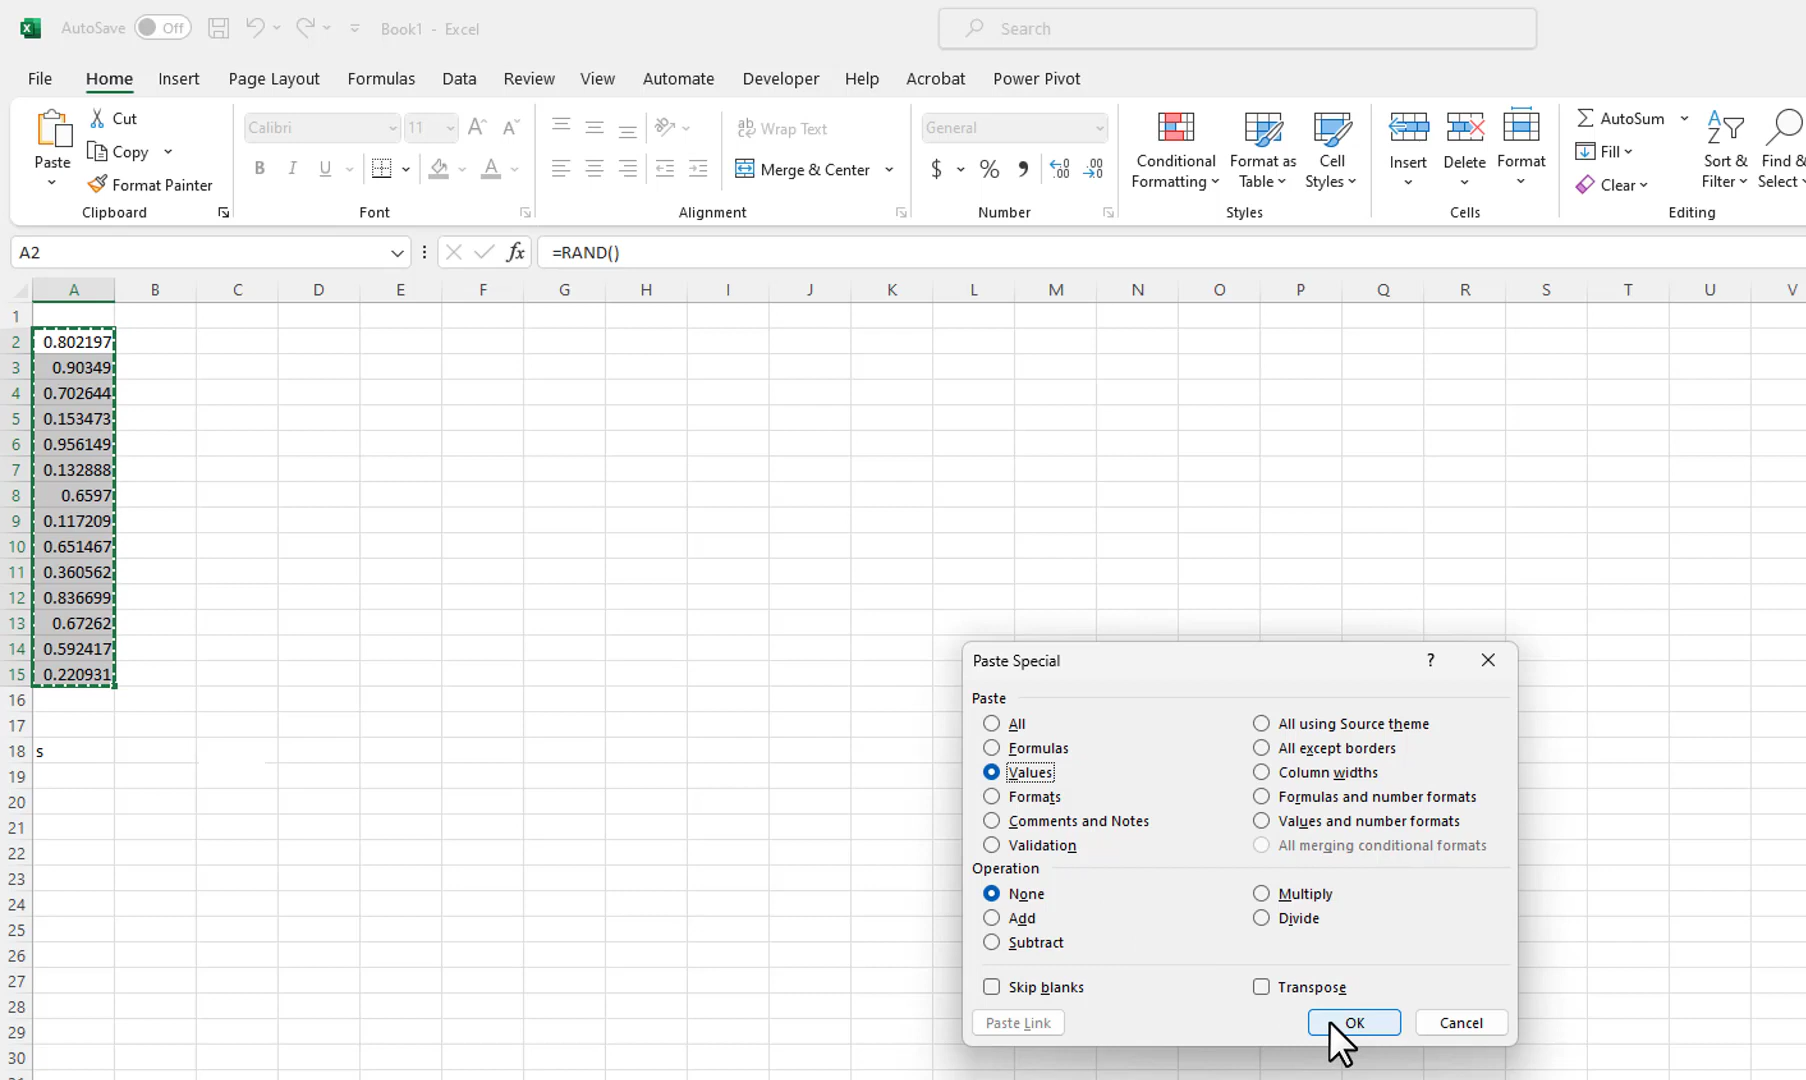 AutoSave Off Book1 - Excel Search
File Home Insert Page Layout Formulas Data Review View Automate Developer Help Acrobat Power Pivot
Paste
Cut
Copy
Format Painter
Clipboard
Calibri 11 A A
B I U A
Font
ab Wrap Text
Merge & Center
Alignment
General
$ % , .00 .00
Number
Conditional Formatting
Format as Table
Cell Styles
Styles
Insert Delete Format
Cells
AutoSum
Fill
Clear
Sort & Filter
Find & Select
Editing
A2 fx =RAND()
A B C D E F G H I J K L M N O P Q R S T U V
1
2 0.802197
3 0.90349
4 0.702644
5 0.153473
6 0.956149
7 0.132888
8 0.6597
9 0.117209
10 0.651467
11 0.360562
12 0.836699
13 0.67262
14 0.592417
15 0.220931
16
17
18 s
19
20
21
22
23
24
25
26
27
28
29
30
Paste Special ?
Paste
All All using Source theme
Formulas All except borders
Values Column widths
Formats Formulas and number formats
Comments and Notes Values and number formats
Validation All merging conditional formats
Operation
None Multiply
Add Divide
Subtract
Skip blanks Transpose
Paste Link OK Cancel